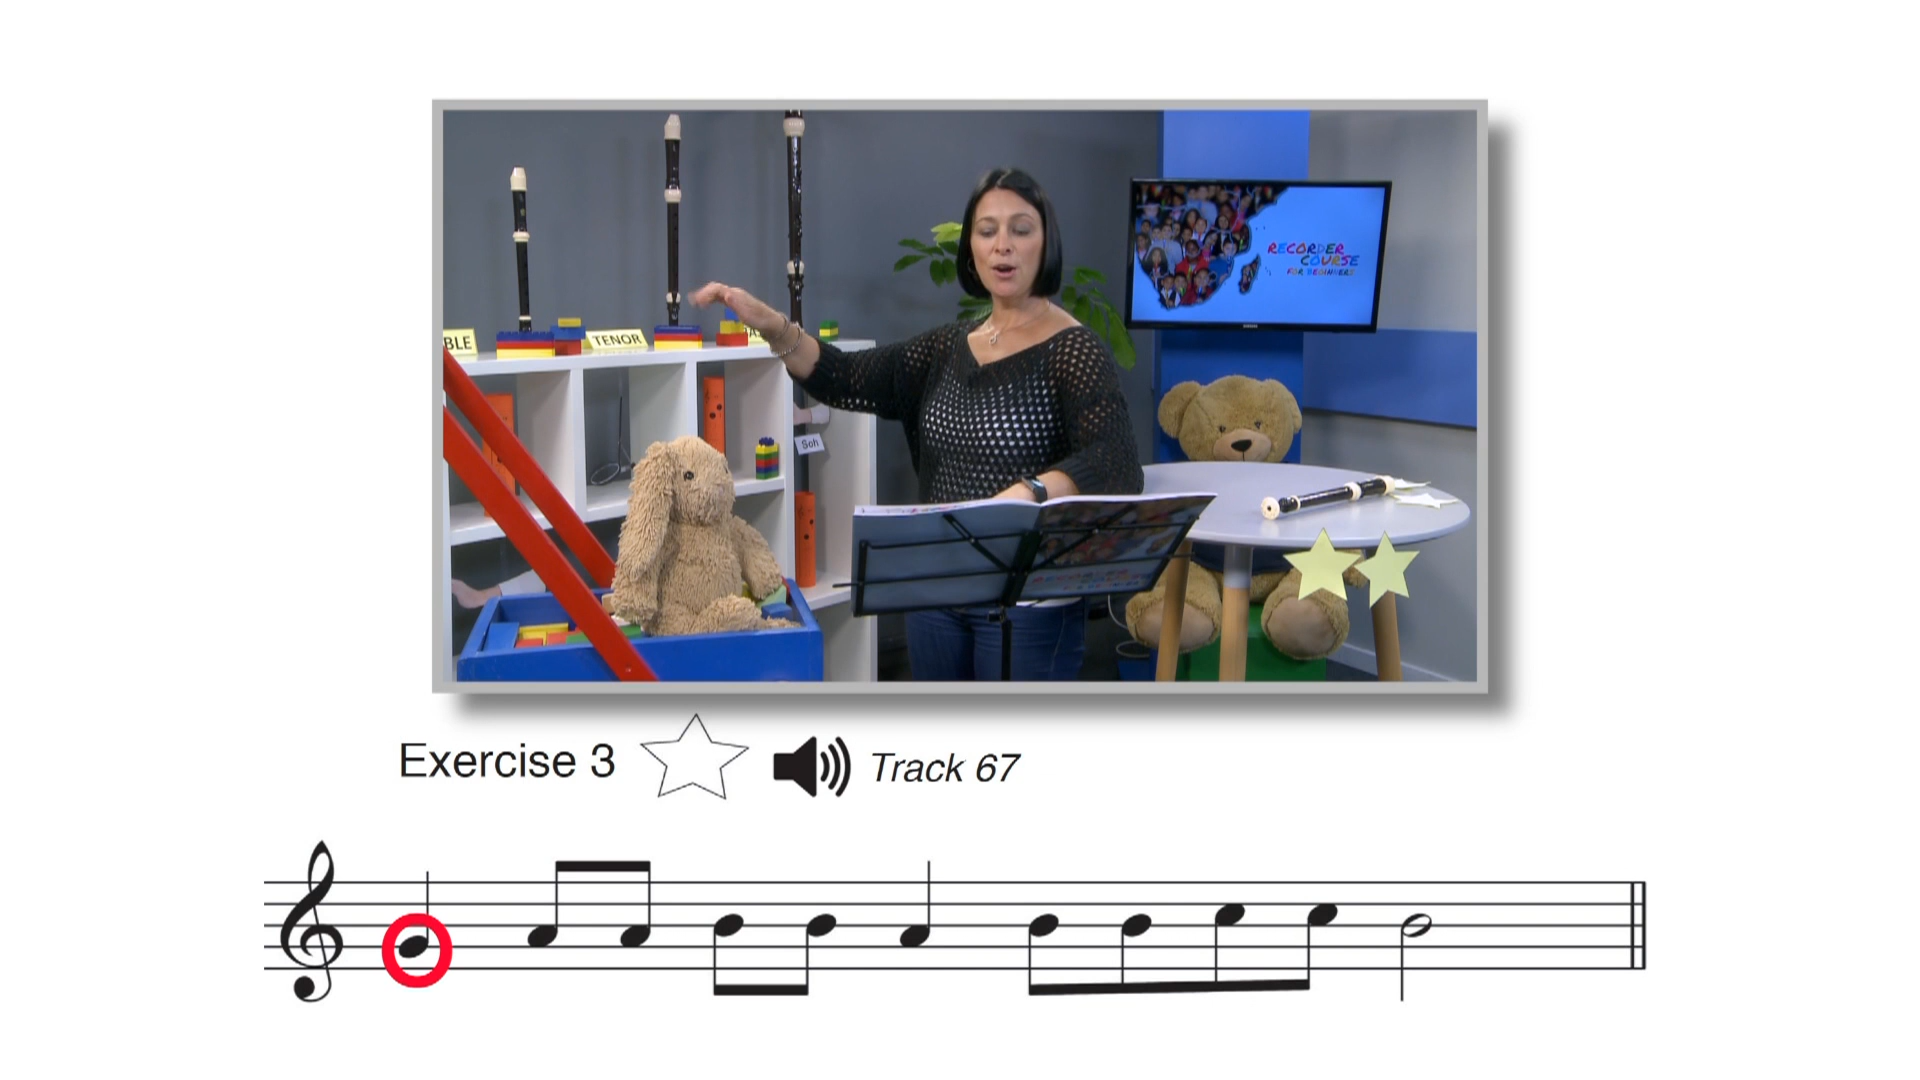 BLE
TENOR
RECORDER
COURSE
FOR BEGINNERS
Soh
Exercise 3
Track 67